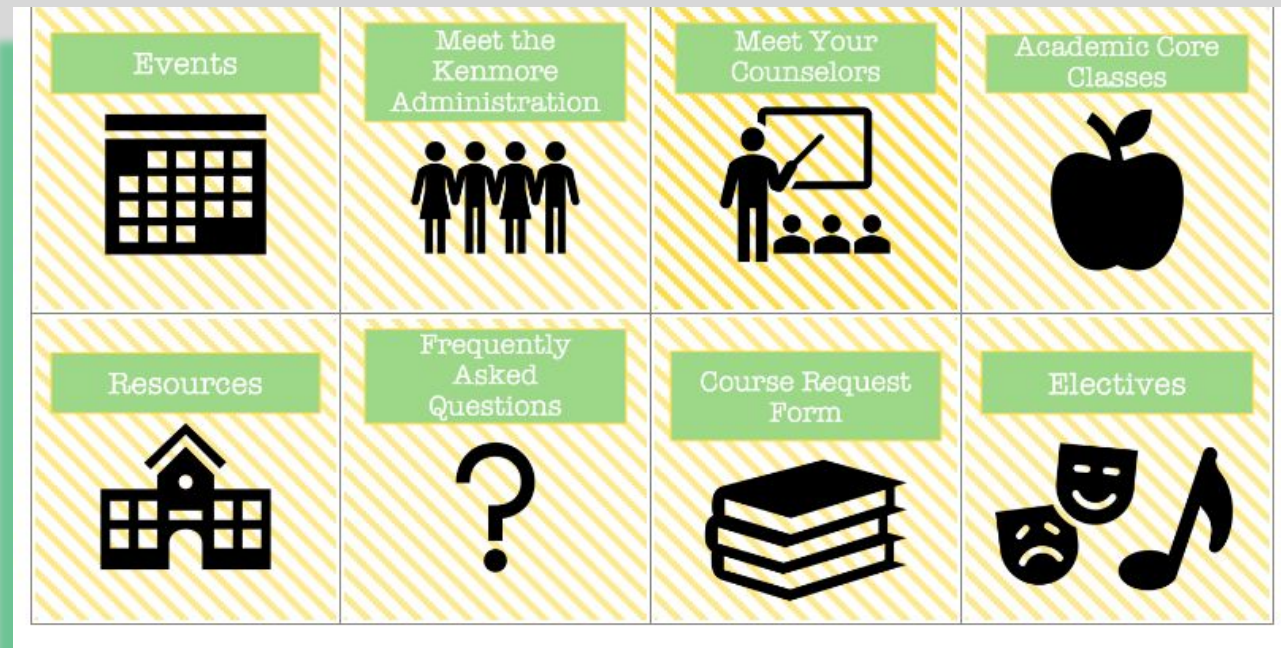 Events
Meet the
Kenmore
Administration
Meet Your
Counselors
Academic Core
Classes
Resources
Frequently
Asked
Questions
Course Request
Form
Electives